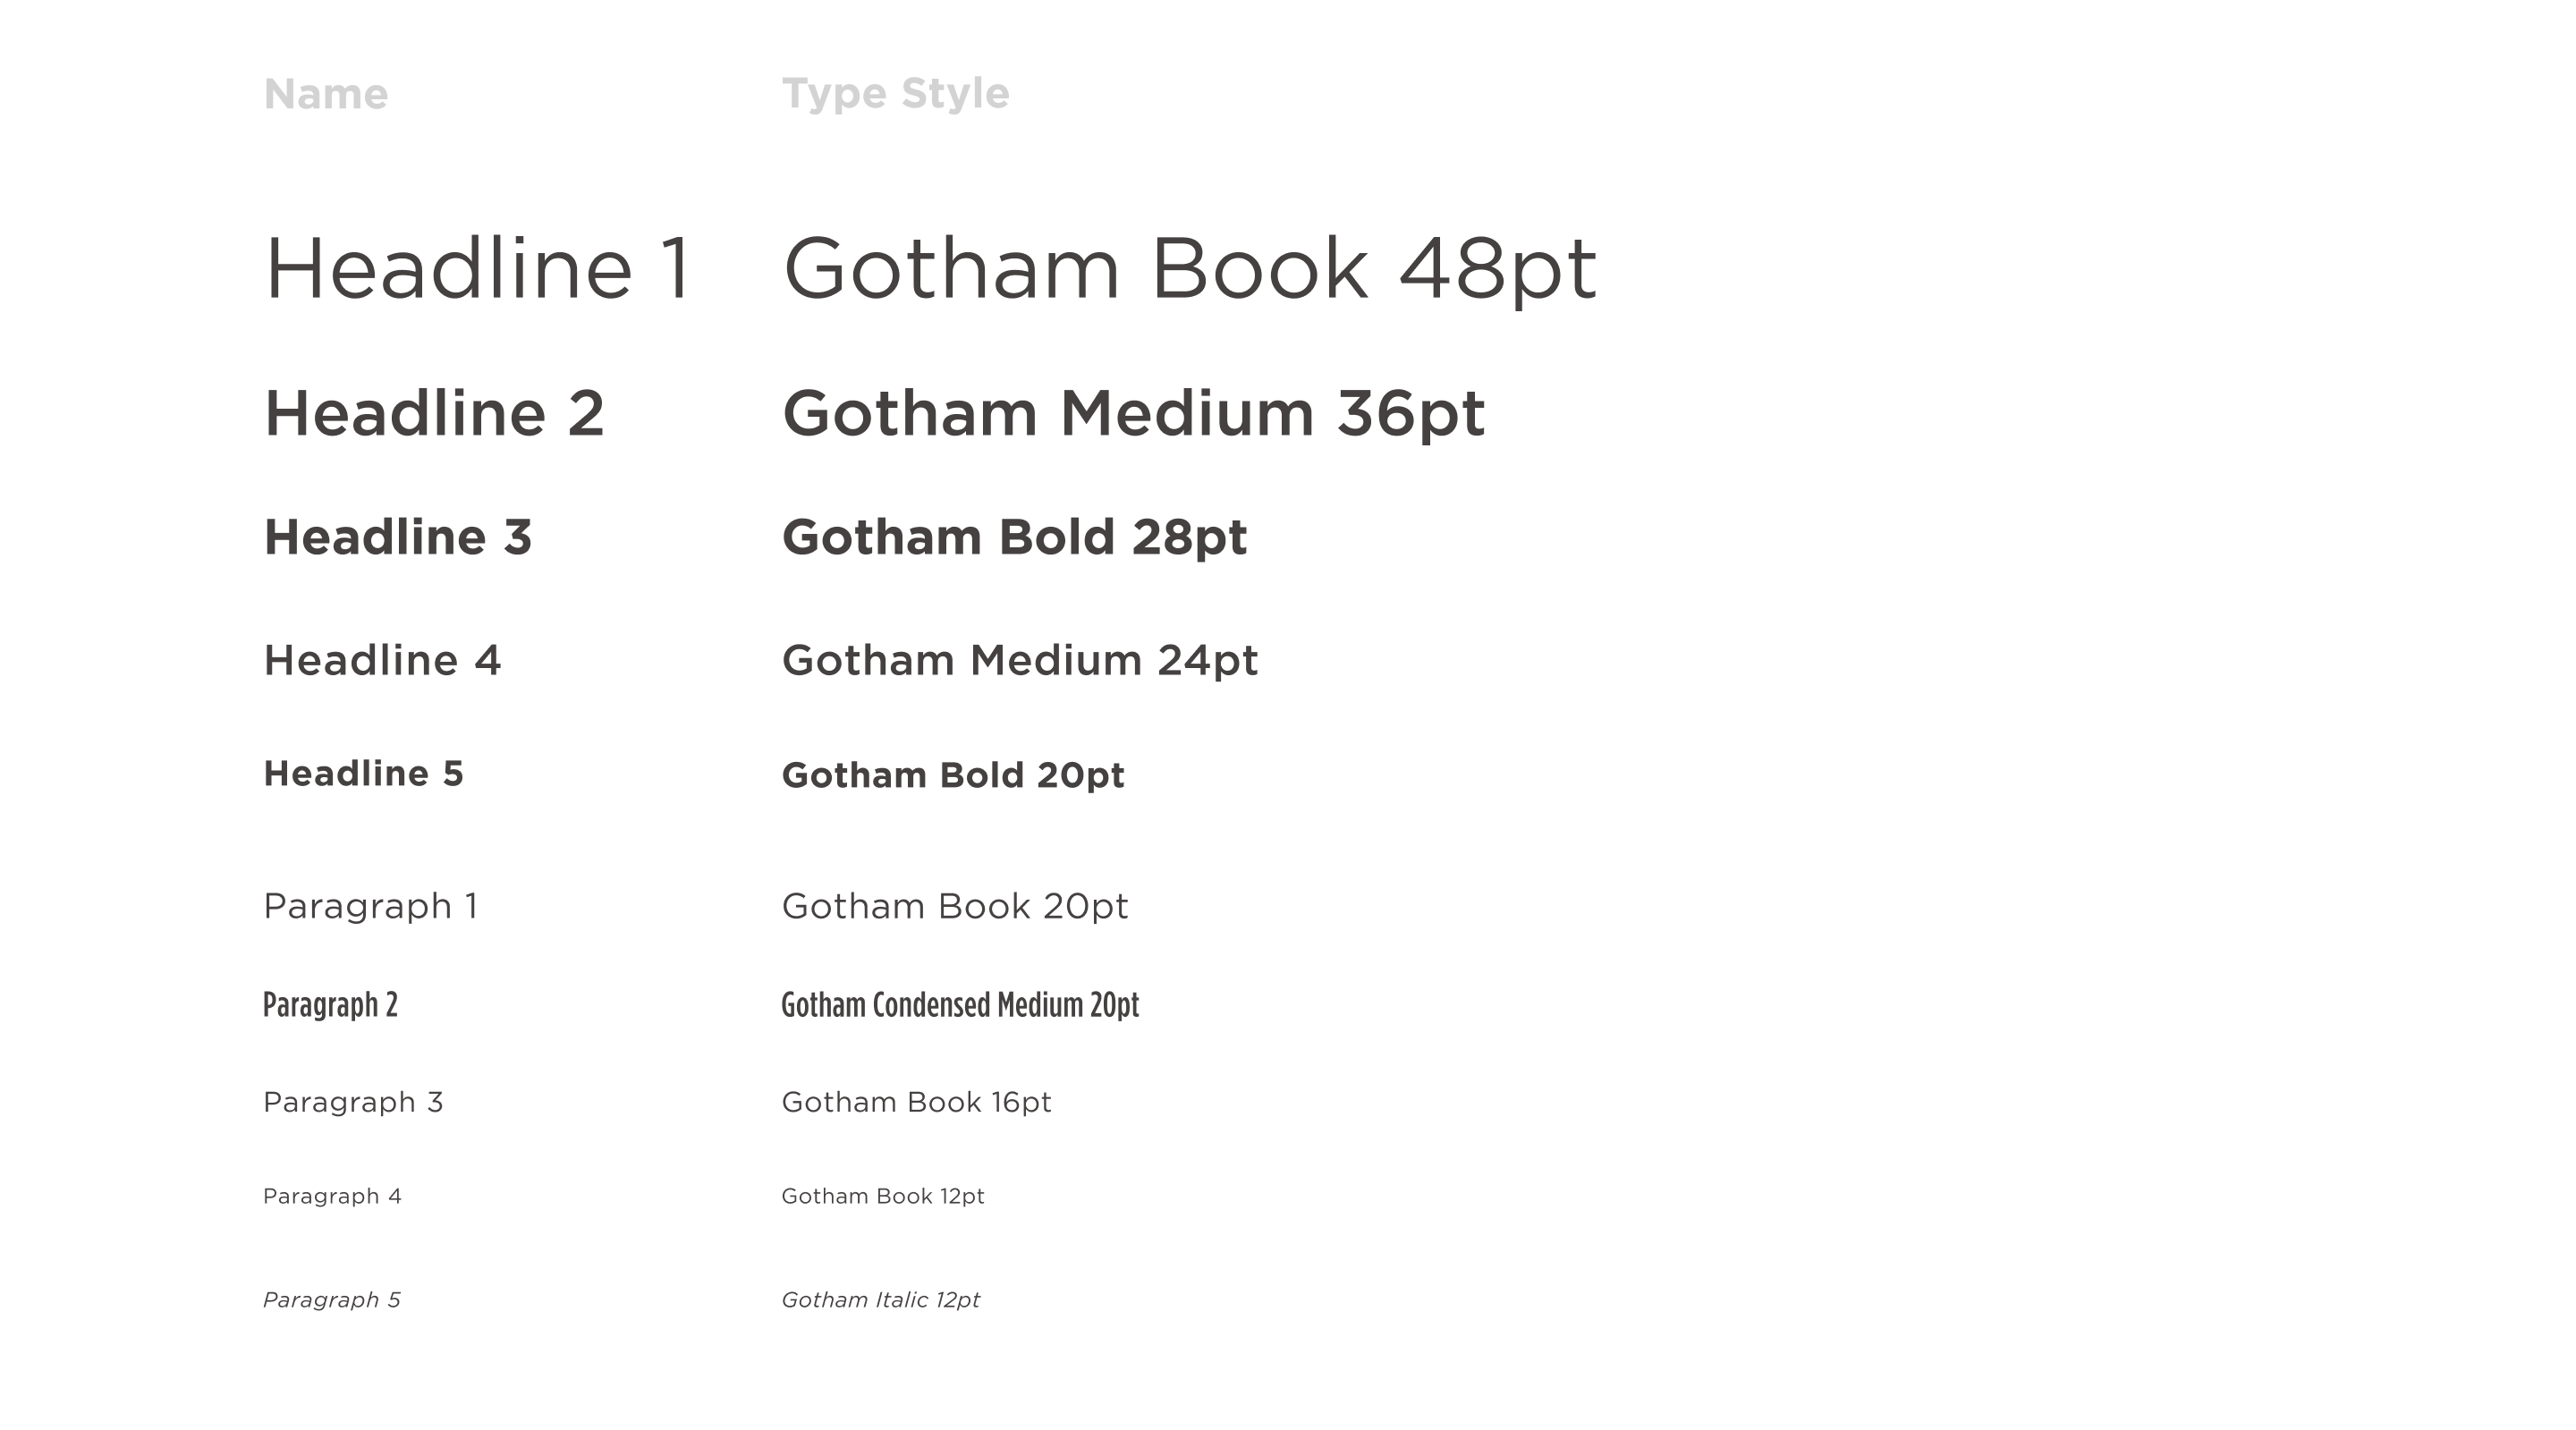 Name Type Style
Headline 1 Gotham Book 48pt
Headline 2 Gotham Medium 36pt
Headline 3 Gotham Bold 28pt
Headline 4 Gotham Medium 24pt
Headline 5 Gotham Bold 20pt
Paragraph 1 Gotham Book 20pt
Paragraph 2 Gotham Condensed Medium 20pt
Paragraph 3 Gotham Book 16pt
Paragraph 4 Gotham Book 12pt
Paragraph 5 Gotham Italic 12pt